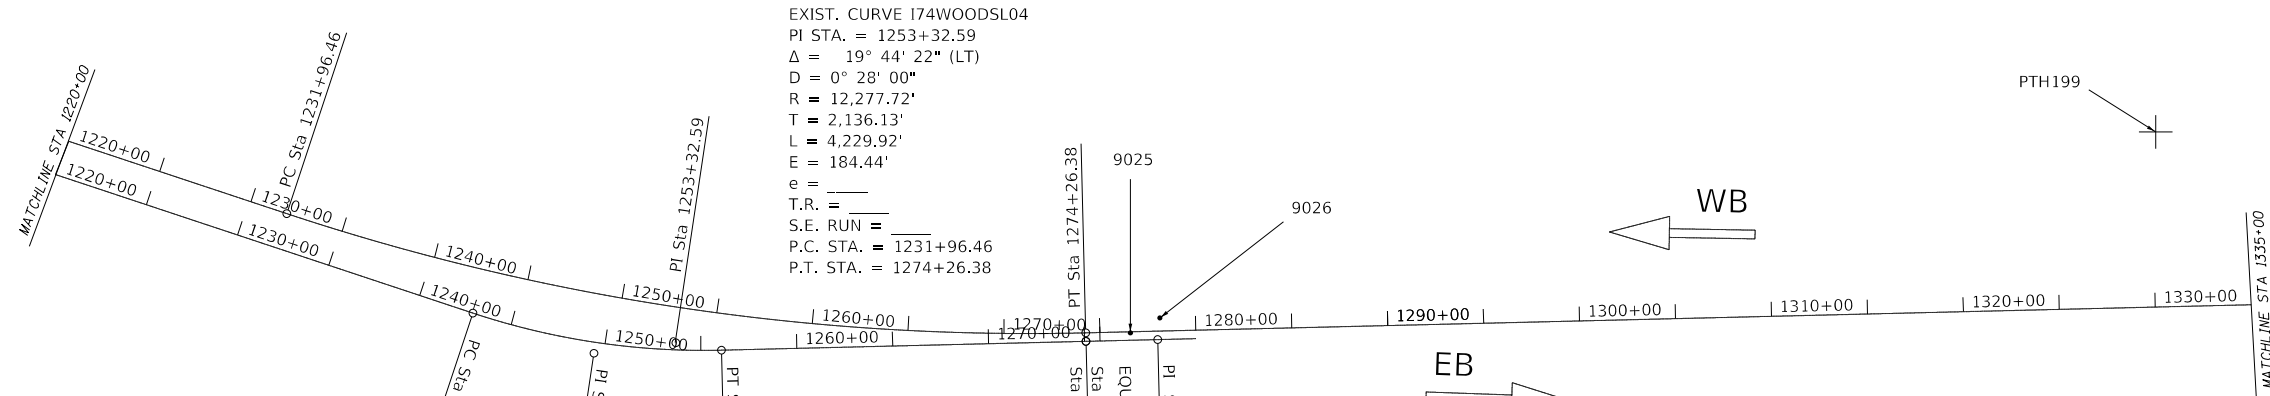 EXIST. CURVE I74WOODSL04
PI STA. = 1253+32.59
Δ = 19° 44' 22" (LT)
D = 0° 28' 00"
R = 12,277.72'
T = 2,136.13'
L = 4,229.92'
E = 184.44'
e = ____
T.R. = ____
S.E. RUN = ____
P.C. STA. = 1231+96.46
P.T. STA. = 1274+26.38
MATCHLINE STA 1220+00
PC Sta 1231+96.46
PI Sta 1253+32.59
PT Sta 1274+26.38
9025
9026
PTH199
WB
EB
1220+00
1230+00
1240+00
1250+00
1260+00
1270+00
1280+00
1290+00
1300+00
1310+00
1320+00
1330+00
1220+00
1230+00
1240+00
1250+00
1260+00
1270+00
PC Sta
PI S
PT S
Sta
Sta
EQU
PI
MATCHLINE STA 1335+00